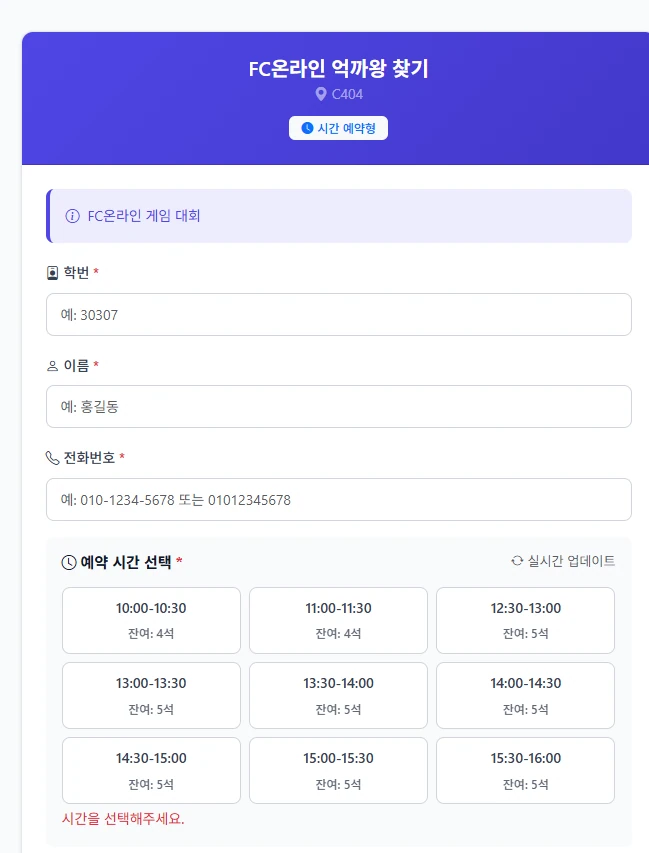 FC온라인 억까왕 찾기
C404
시간 예약형
FC온라인 게임 대회
학번 *
예: 30307
이름 *
예: 홍길동
전화번호 *
예: 010-1234-5678 또는 01012345678
예약 시간 선택 * 실시간 업데이트
10:00-10:30 11:00-11:30 12:30-13:00
잔여: 4석 잔여: 4석 잔여: 5석
13:00-13:30 13:30-14:00 14:00-14:30
잔여: 5석 잔여: 5석 잔여: 5석
14:30-15:00 15:00-15:30 15:30-16:00
잔여: 5석 잔여: 5석 잔여: 5석
시간을 선택해주세요.